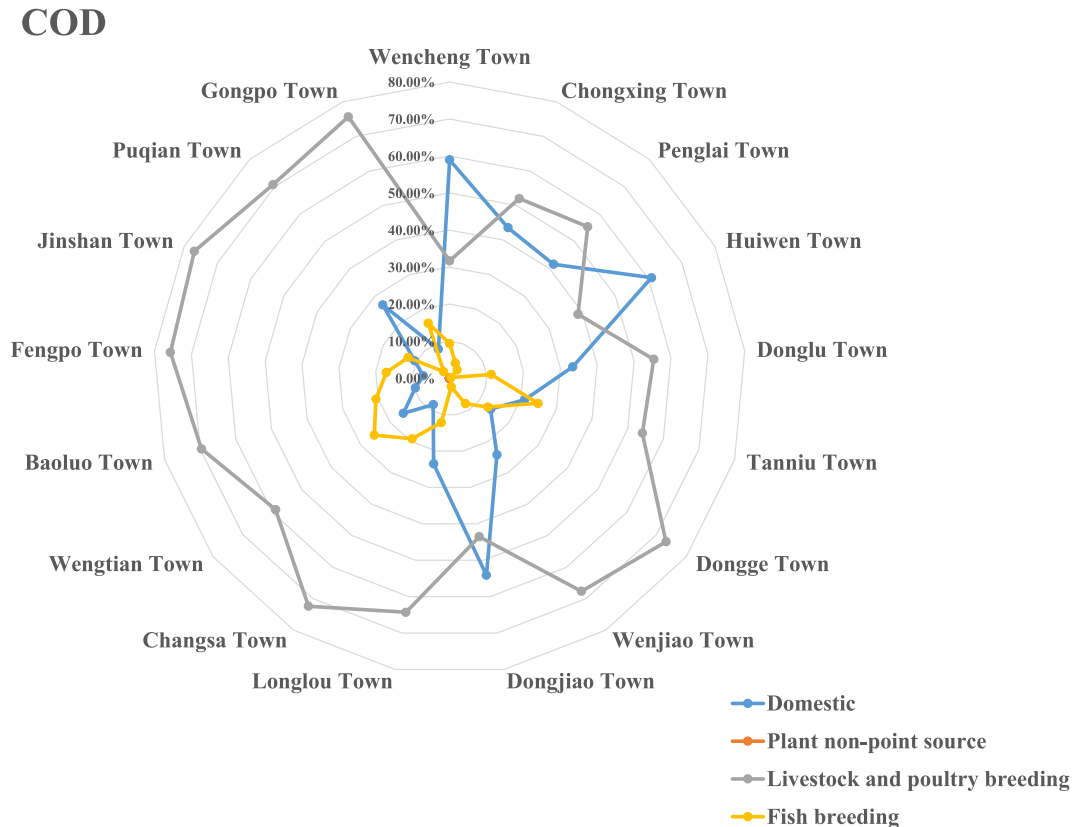 COD
Wencheng Town
Gongpo Town
Chongxing Town
Puqian Town
Penglai Town
Jinshan Town
Huiwen Town
Fengpo Town
Donglu Town
Baoluo Town
Tanniu Town
Wengtian Town
Dongge Town
Changsa Town
Wenjiao Town
Longlou Town
Dongjiao Town
80.00%
70.00%
60.00%
50.00%
40.00%
30.00%
20.00%
10.00%
0.00%
Domestic
Plant non-point source
Livestock and poultry breeding
Fish breeding